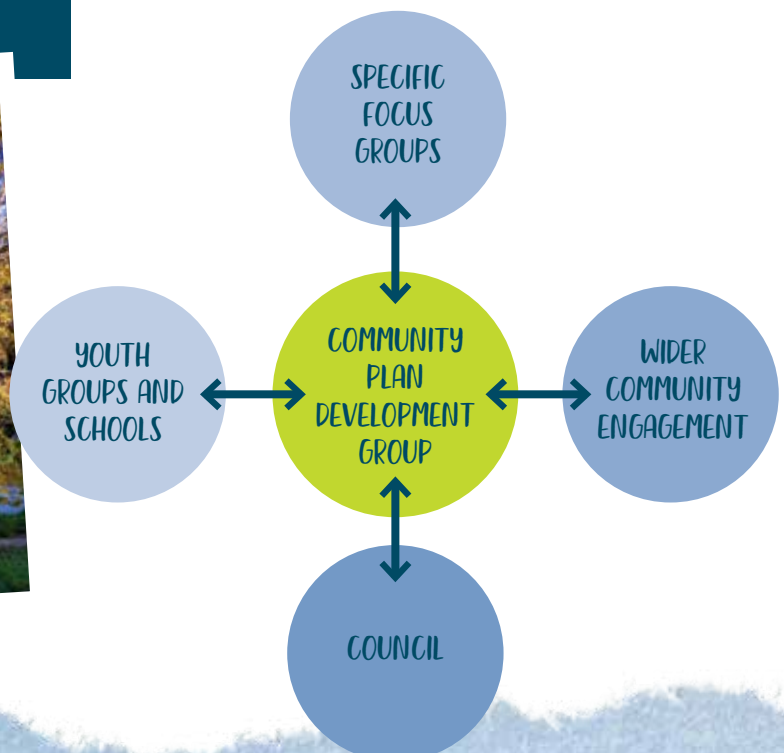 SPECIFIC
FOCUS
GROUPS
YOUTH
GROUPS AND
SCHOOLS
COMMUNITY
PLAN
DEVELOPMENT
GROUP
WIDER
COMMUNITY
ENGAGEMENT
COUNCIL